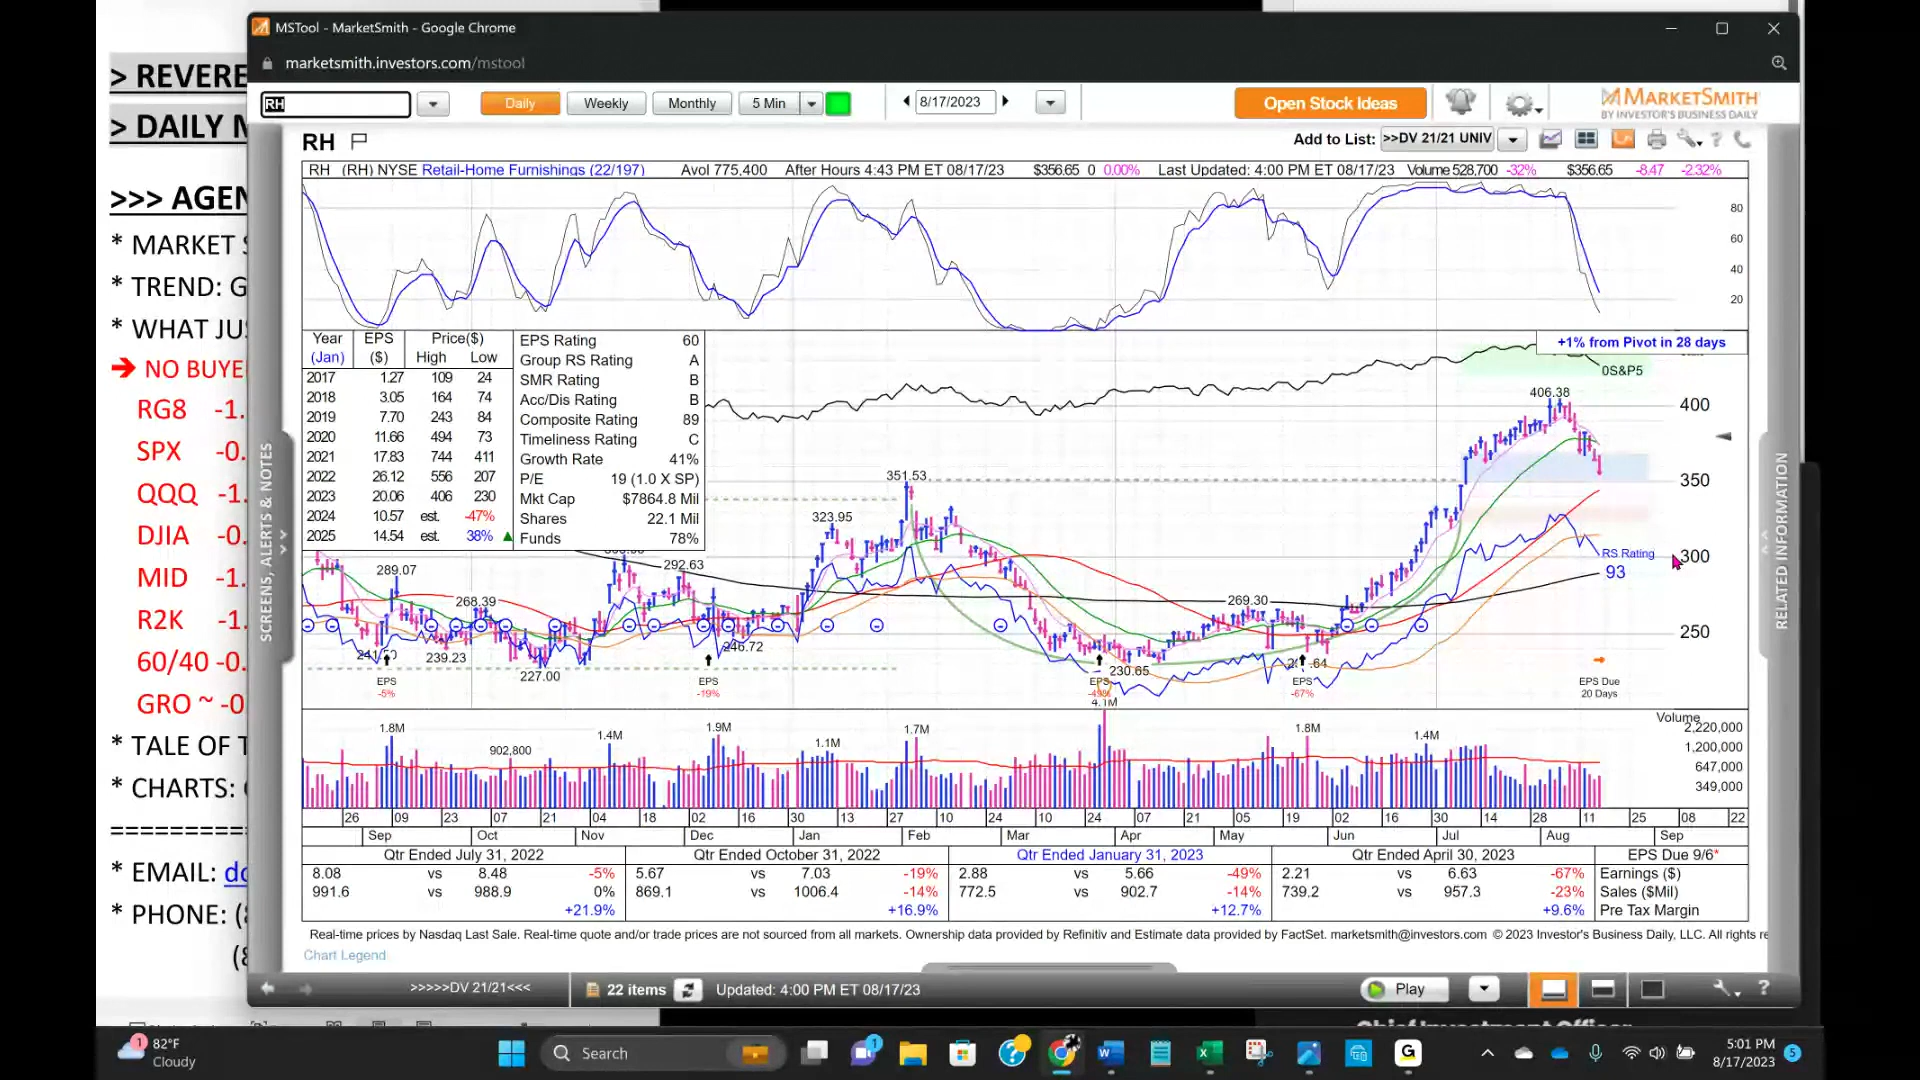 MSTool - MarketSmith - Google Chrome
marketsmith.investors.com/mstool
> REVERE
> DAILY M
>>> AGEN
* MARKET S
* TREND: G
* WHAT JUS
NO BUYE
RG8 -1.
SPX -0.
QQQ -1.
DJIA -0.
MID -1.
R2K -1.
60/40 -0.
GRO ~ -0
* TALE OF T
* CHARTS:
==========
* EMAIL: do
* PHONE: (8
(8
RH Daily Weekly Monthly 5 Min 8/17/2023 Open Stock Ideas MARKETSMITH
BY INVESTOR'S BUSINESS DAILY
RH Add to List: >>DV 21/21 UNIV
RH (RH) NYSE Retail-Home Furnishings (22/197) Avol 775,400 After Hours 4:43 PM ET 08/17/23 $356.65 0 0.00% Last Updated: 4:00 PM ET 08/17/23 Volume 528,700 -32% $356.65 -8.47 -2.32%
80
60
40
20
Year EPS Price($)
(Jan) ($) High Low
2017 1.27 109 24
2018 3.05 164 74
2019 7.70 243 84
2020 11.66 494 73
2021 17.83 744 411
2022 26.12 556 207
2023 20.06 406 230
2024 10.57 est. -47%
2025 14.54 est. 38%
EPS Rating 60
Group RS Rating A
SMR Rating B
Acc/Dis Rating B
Composite Rating 89
Timeliness Rating C
Growth Rate 41%
P/E 19 (1.0 X SP)
Mkt Cap $7864.8 Mil
Shares 22.1 Mil
Funds 78%
+1% from Pivot in 28 days
0S&P5
406.38
400
351.53
350
323.95
300
RS Rating
93
289.07
292.63
268.39
269.30
250
239.23
246.72
227.00
230.65
EPS
-5%
EPS
-19%
EPS
-49%
EPS
-67%
EPS Due
20 Days
SCREENS, ALERTS & NOTES
RELATED INFORMATION
4.1M
Volume
1.8M
902,800
1.4M
1.9M
1.1M
1.7M
1.8M
1.4M
2,220,000
1,200,000
647,000
349,000
26 09 23 07 21 04 18 02 16 30 13 27 10 24 10 24 07 21 05 19 02 16 30 14 28 11 25 08 22
Sep Oct Nov Dec Jan Feb Mar Apr May Jun Jul Aug Sep
Qtr Ended July 31, 2022 Qtr Ended October 31, 2022 Qtr Ended January 31, 2023 Qtr Ended April 30, 2023 EPS Due 9/6*
8.08 vs 8.48 -5% 5.67 vs 7.03 -19% 2.88 vs 5.66 -49% 2.21 vs 6.63 -67% Earnings ($)
991.6 vs 988.9 0% 869.1 vs 1006.4 -14% 772.5 vs 902.7 -14% 739.2 vs 957.3 -23% Sales ($Mil)
+21.9% +16.9% +12.7% +9.6% Pre Tax Margin
Real-time prices by Nasdaq Last Sale. Real-time quote and/or trade prices are not sourced from all markets. Ownership data provided by Refinitiv and Estimate data provided by FactSet. marketsmith@investors.com © 2023 Investor's Business Daily, LLC. All rights re
Chart Legend
>>>>>DV 21/21<<< 22 items Updated: 4:00 PM ET 08/17/23 Play
82°F
Cloudy
Search
5:01 PM
8/17/2023